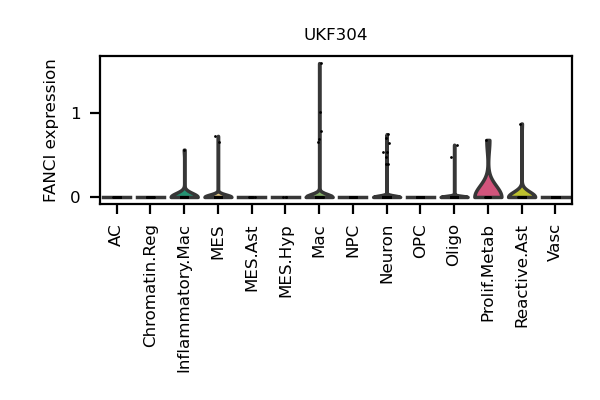 UKF304
FANCI expression
1
0
AC
Chromatin.Reg
Inflammatory.Mac
MES
MES.Ast
MES.Hyp
Mac
NPC
Neuron
OPC
Oligo
Prolif.Metab
Reactive.Ast
Vasc